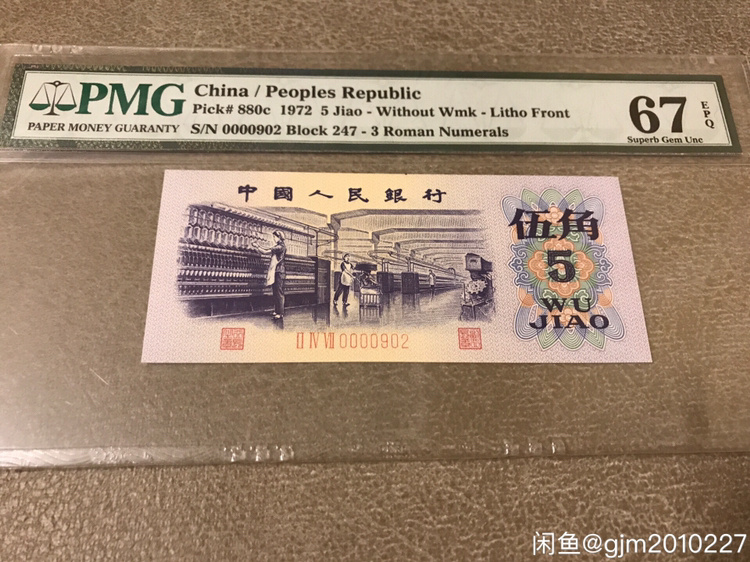 PMG
PAPER MONEY GUARANTY
China / Peoples Republic
Pick# 880c 1972 5 Jiao - Without Wmk - Litho Front
S/N 0000902 Block 247 - 3 Roman Numerals
67
EPQ
Superb Gem Unc
中國人民銀行
伍角
5
WU
JIAO
II IV VII 0000902
闲鱼@gjm2010227